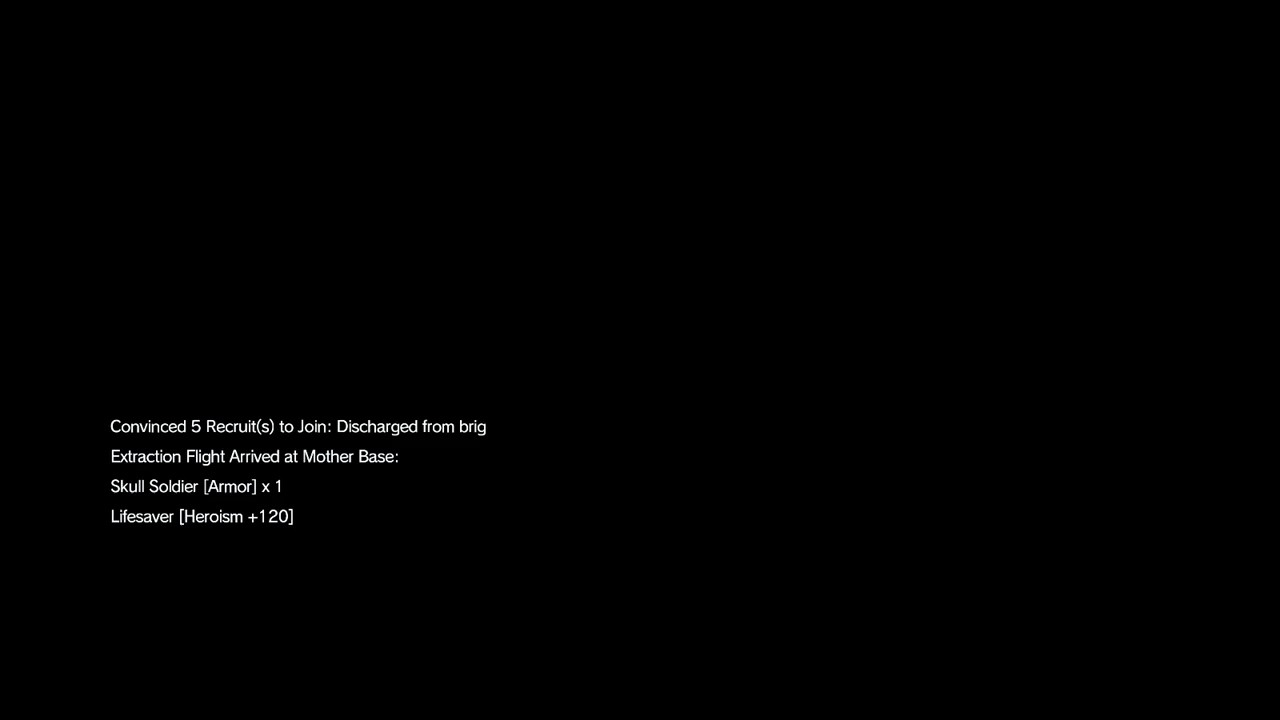 Convinced 5 Recruit(s) to Join: Discharged from brig
Extraction Flight Arrived at Mother Base:
Skull Soldier [Armor] x 1
Lifesaver [Heroism +120]